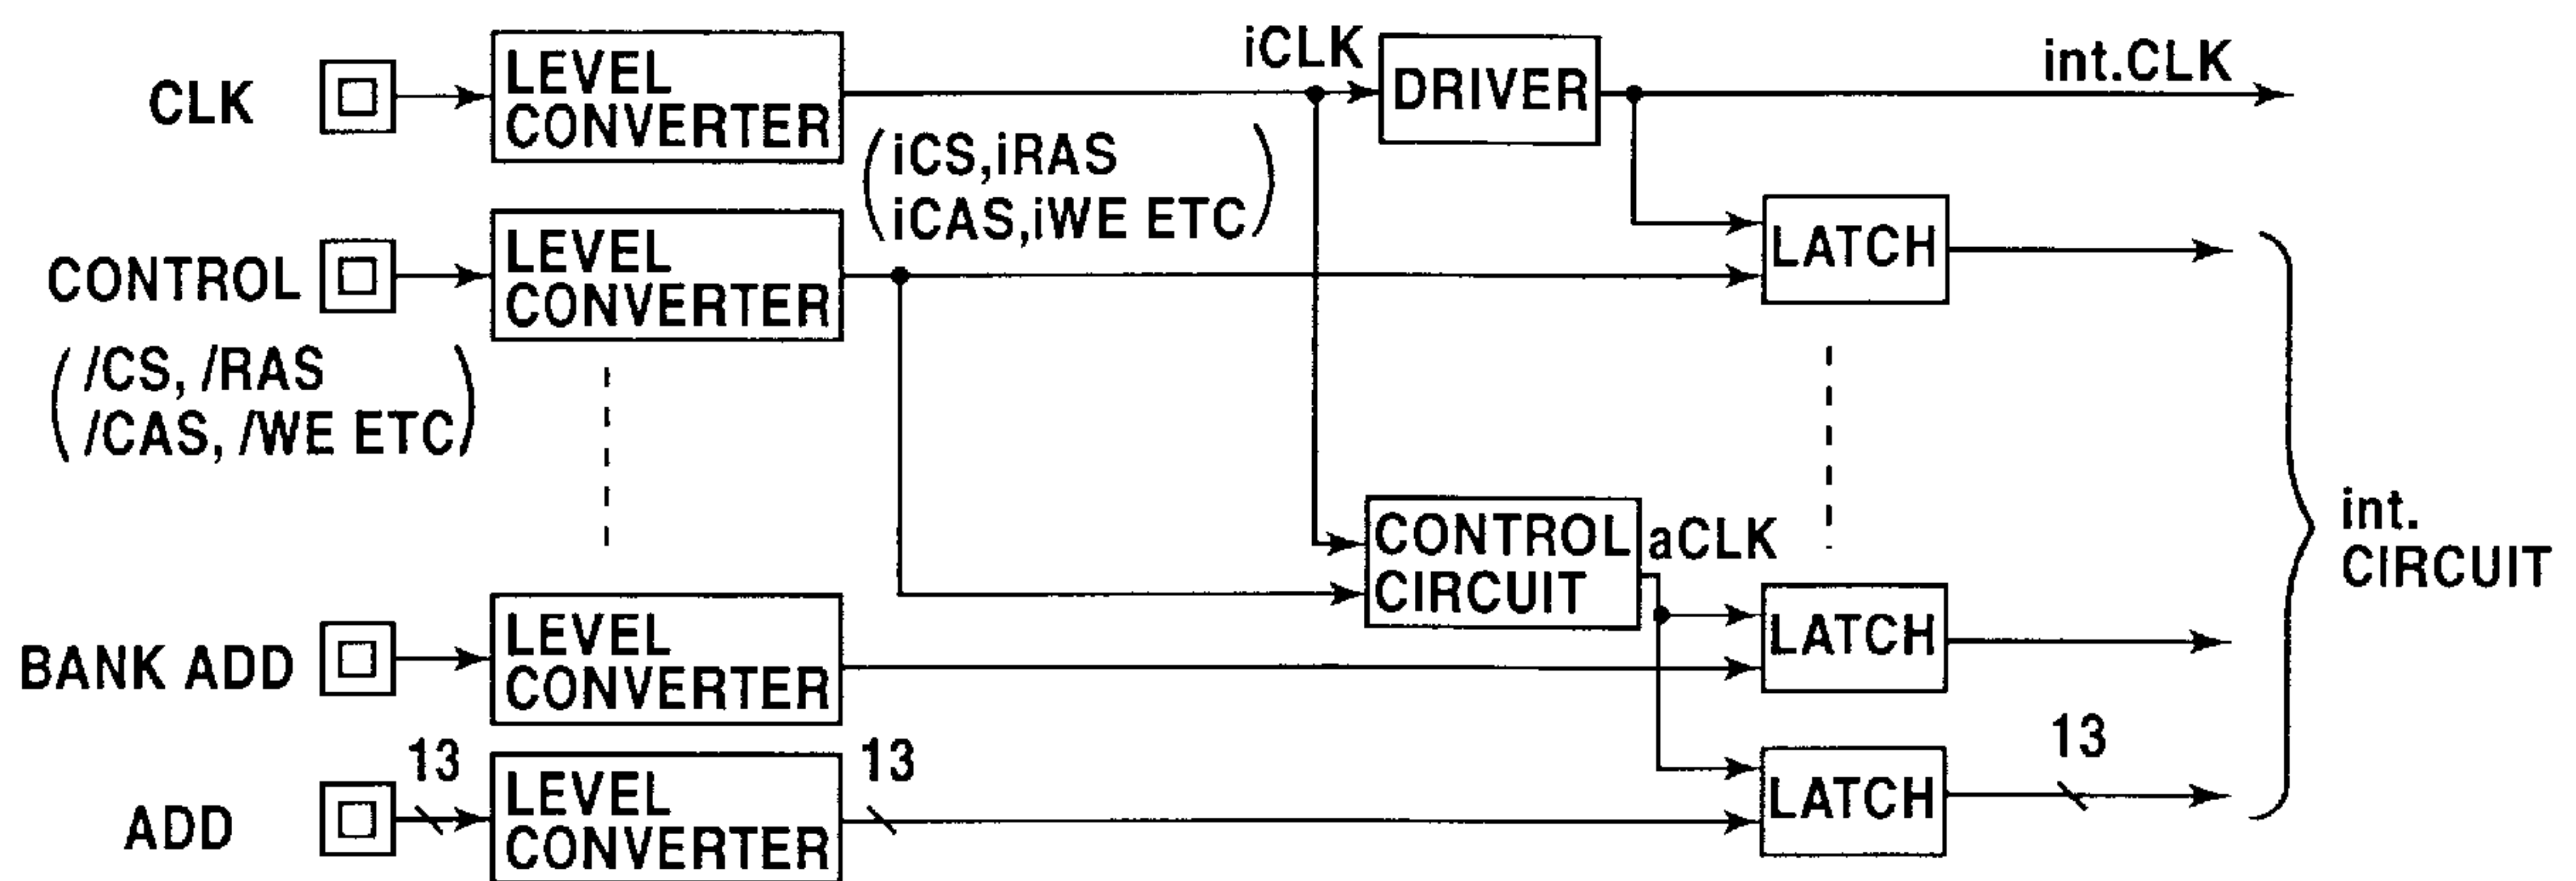 CLK
LEVEL
CONVERTER
iCLK
DRIVER
int.CLK
(iCS,iRAS
iCAS,iWE ETC)
CONTROL
LEVEL
CONVERTER
LATCH
(/CS, /RAS
/CAS, /WE ETC)
CONTROL
CIRCUIT
aCLK
int.
CIRCUIT
BANK ADD
LEVEL
CONVERTER
LATCH
ADD
13
LEVEL
CONVERTER
13
LATCH
13